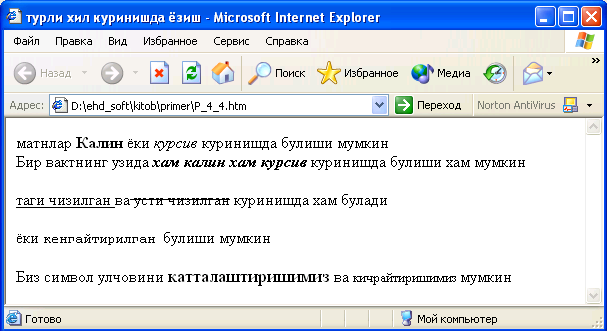 турли хил куринишда ёзиш - Microsoft Internet Explorer
Файл Правка Вид Избранное Сервис Справка
Назад Поиск Избранное Медиа
Адрес: D:\ehd_soft\kitob\primer\P_4_4.htm Переход Norton AntiVirus
матнлар Калин ёки курсив куринишда булиши мумкин
Бир вактнинг узида хам калин хам курсив куринишда булиши хам мумкин
таги чизилган ва усти чизилган куринишда хам булади
ёки кенгайтирилган булиши мумкин
Биз символ улчовини катталаштиришимиз ва кичрайтиришимиз мумкин
Готово Мой компьютер